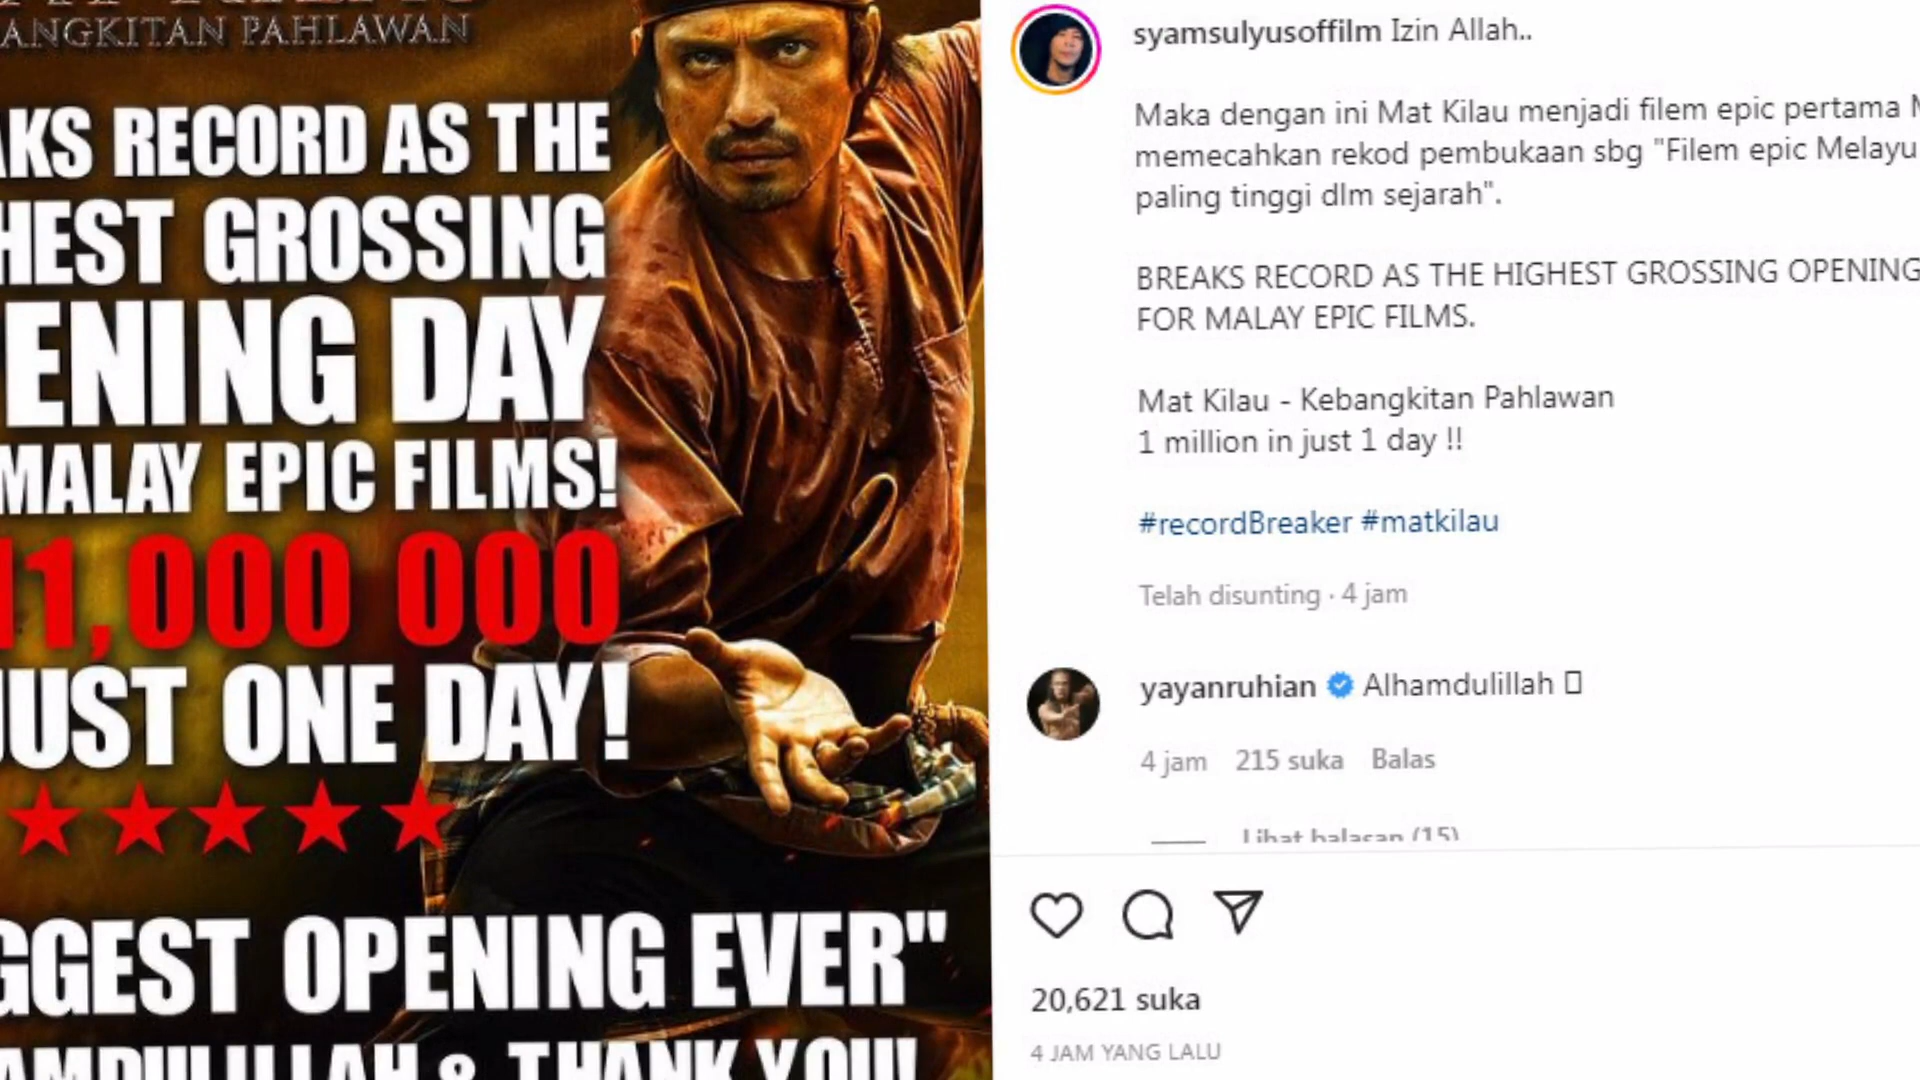 ANGKITAN PAHLAWAN
AKS RECORD AS THE
HEST GROSSING
ENING DAY
MALAY EPIC FILMS!
11,000 000
JUST ONE DAY!
GGEST OPENING EVER"
AMDULILLAH & THANK YOU!
syamsulyusoffilm Izin Allah..
Maka dengan ini Mat Kilau menjadi filem epic pertama M
memecahkan rekod pembukaan sbg "Filem epic Melayu
paling tinggi dlm sejarah".
BREAKS RECORD AS THE HIGHEST GROSSING OPENING
FOR MALAY EPIC FILMS.
Mat Kilau - Kebangkitan Pahlawan
1 million in just 1 day !!
#recordBreaker #matkilau
Telah disunting · 4 jam
yayanruhian Alhamdulillah
4 jam 215 suka Balas
Lihat balasan (15)
20,621 suka
4 JAM YANG LALU